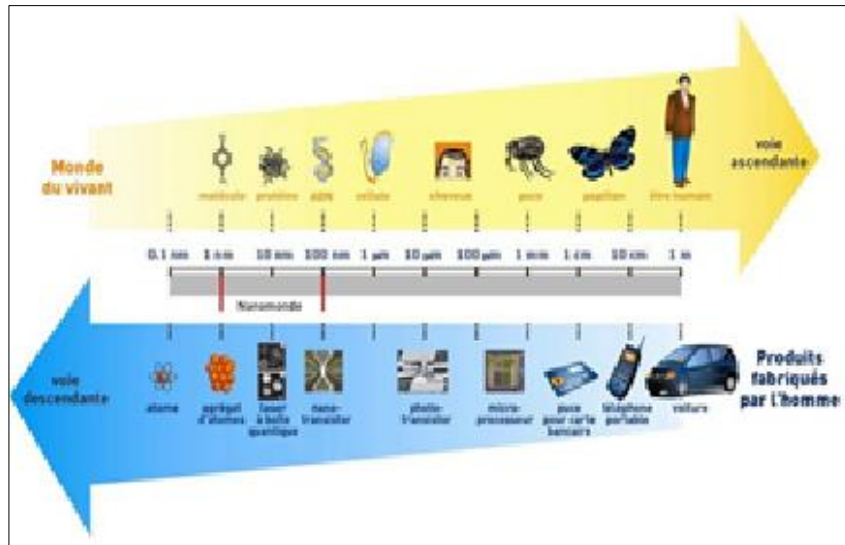 Monde
du vivant
voie
ascendante
molécule
protéine
ADN
cellule
cheveux
puce
papillon
être humain
0.1 nm
1 nm
10 nm
100 nm
1 µm
10 µm
100 µm
1 mm
1 cm
10 cm
1 m
Nanomonde
voie
descendante
atome
agrégat
d'atomes
laser
à boîte
quantique
nano-
transistor
photo-
transistor
micro-
processeur
puce
pour carte
bancaire
téléphone
portable
voiture
Produits
fabriqués
par l'homme